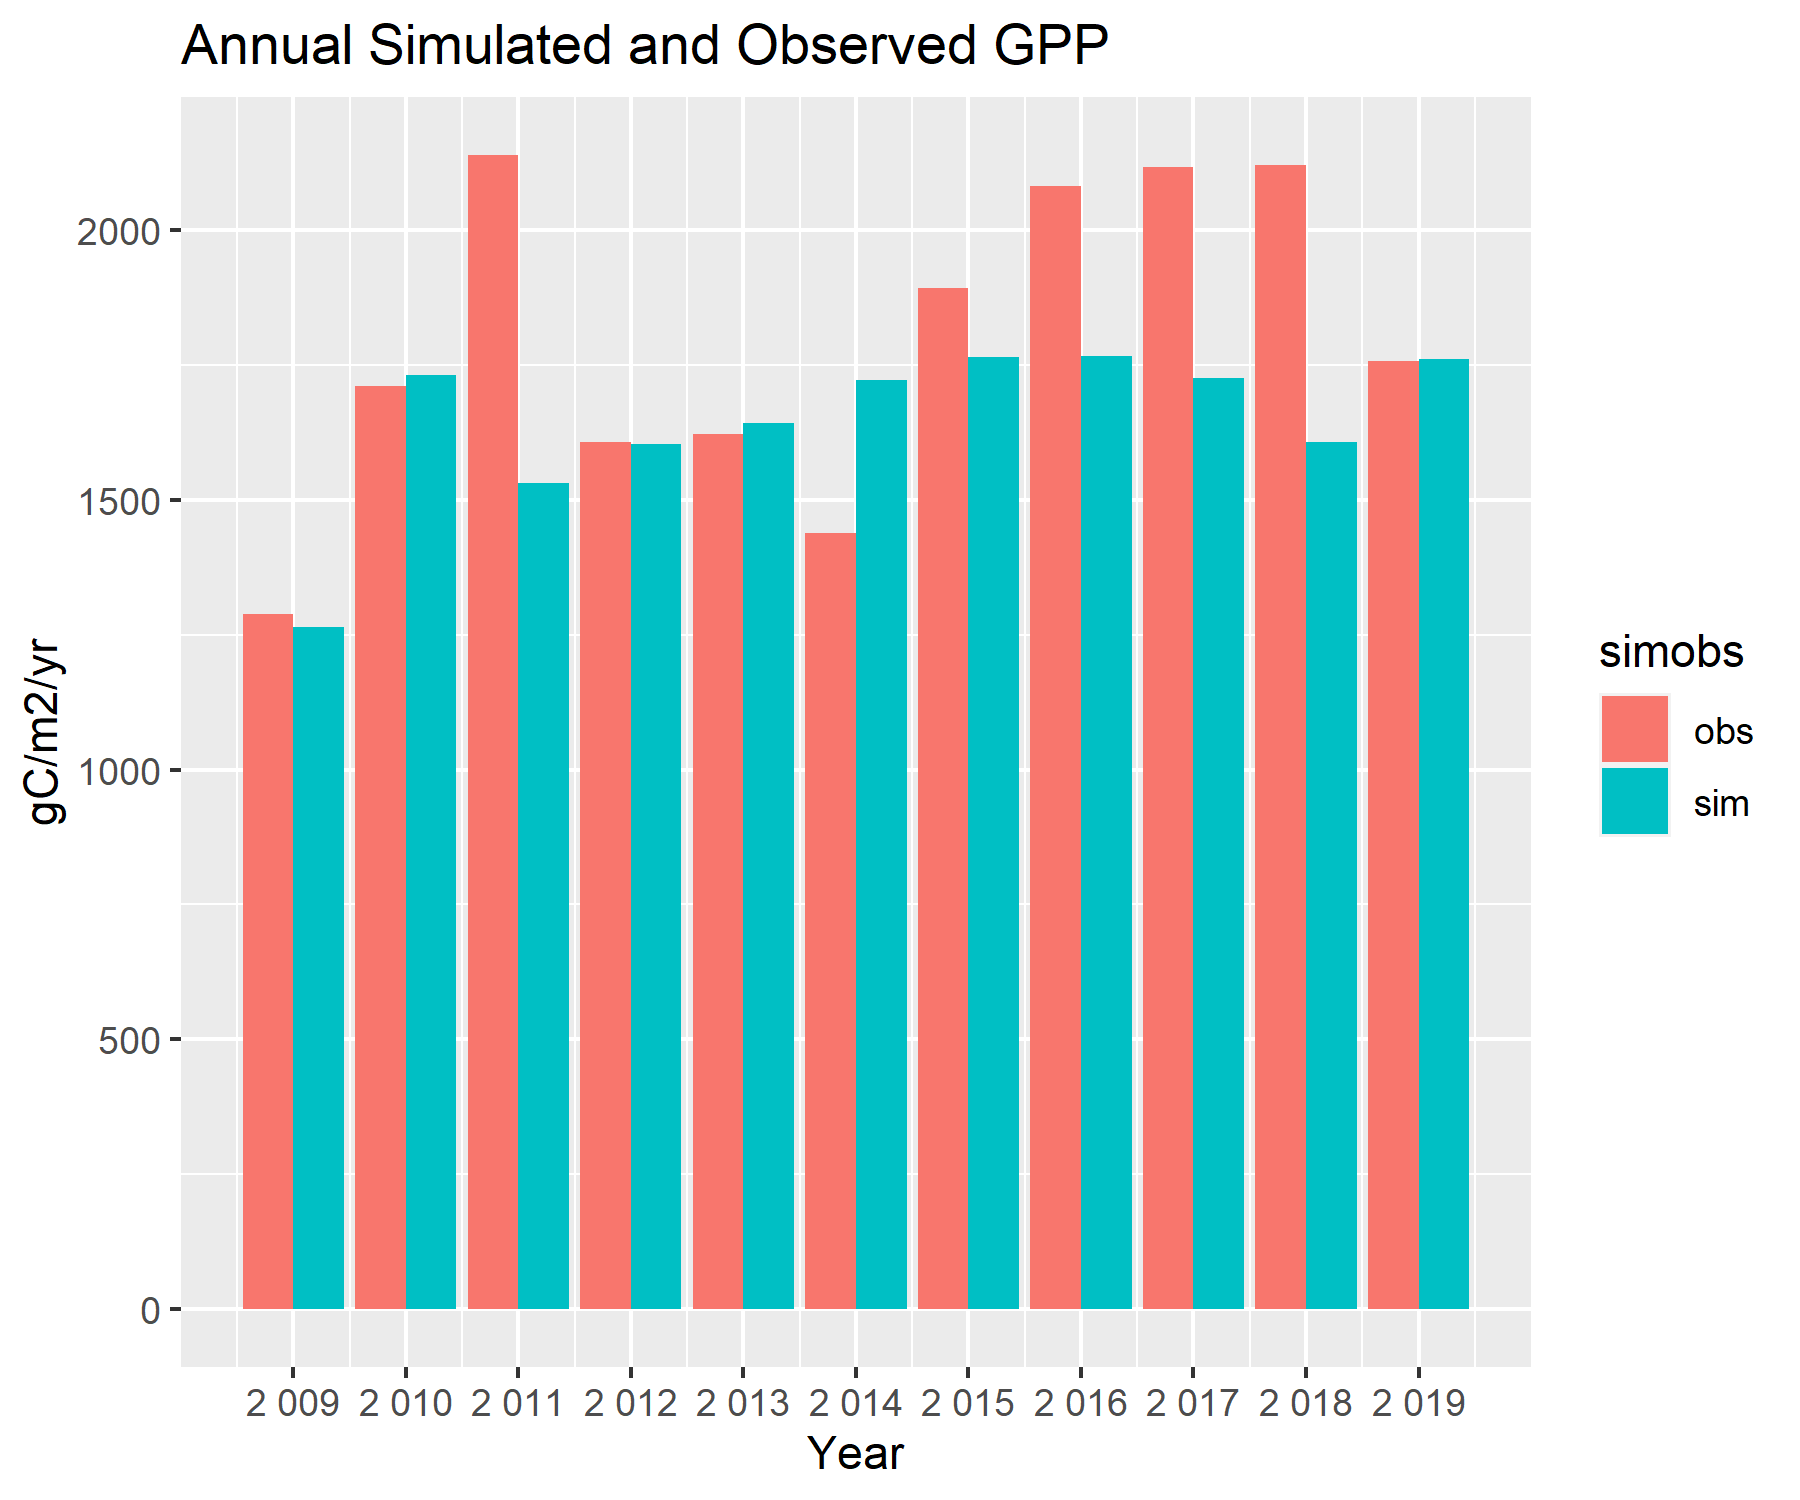 Annual Simulated and Observed GPP
gC/m2/yr
2000
1500
1000
500
0
2 009 2 010 2 011 2 012 2 013 2 014 2 015 2 016 2 017 2 018 2 019
Year
simobs
obs
sim